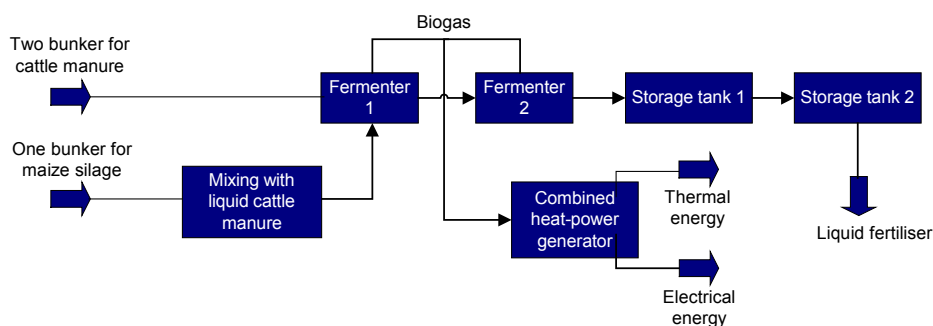 Biogas
Two bunker for
cattle manure
Fermenter
1
Fermenter
2
Storage tank 1
Storage tank 2
One bunker for
maize silage
Mixing with
liquid cattle
manure
Combined
heat-power
generator
Thermal
energy
Liquid fertiliser
Electrical
energy